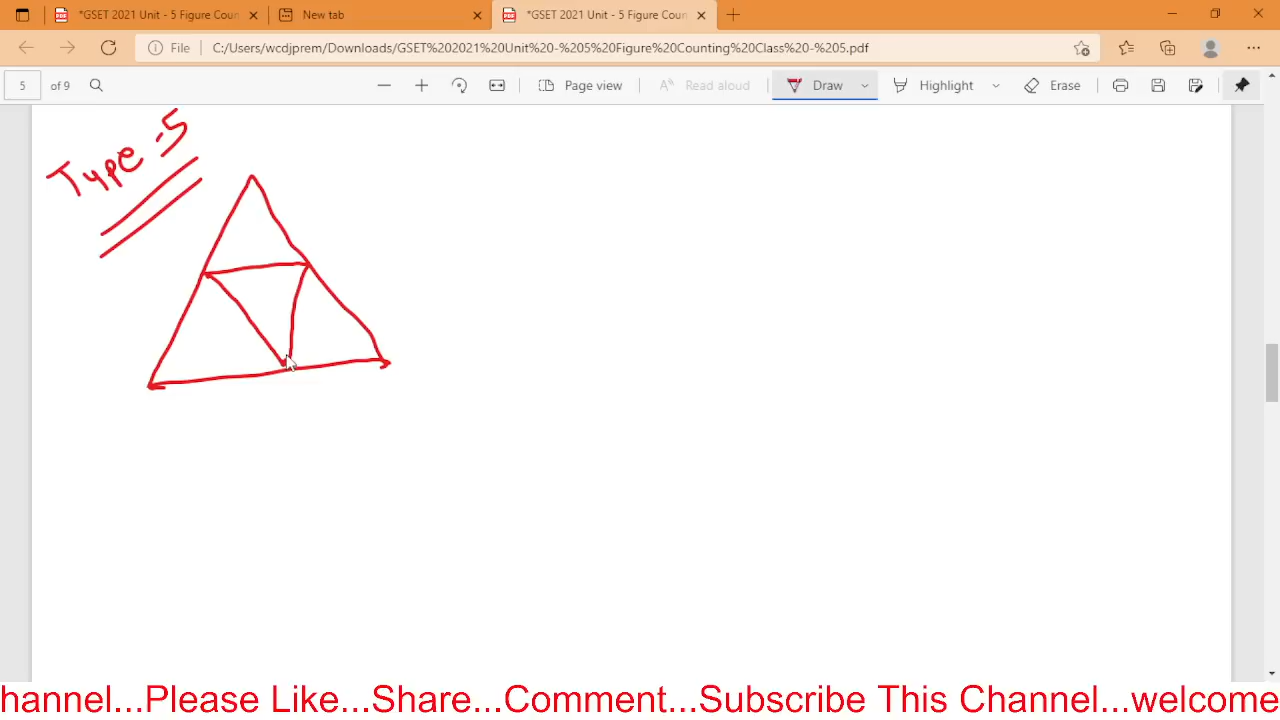 *GSET 2021 Unit - 5 Figure Coun
New tab
*GSET 2021 Unit - 5 Figure Coun
File
C:/Users/wcdjprem/Downloads/GSET%202021%20Unit%20-%205%20Figure%20Counting%20Class%20-%205.pdf
5 of 9
Page view
Read aloud
Draw
Highlight
Erase
Type -5
hannel...Please Like...Share...Comment...Subscribe This Channel...welcome